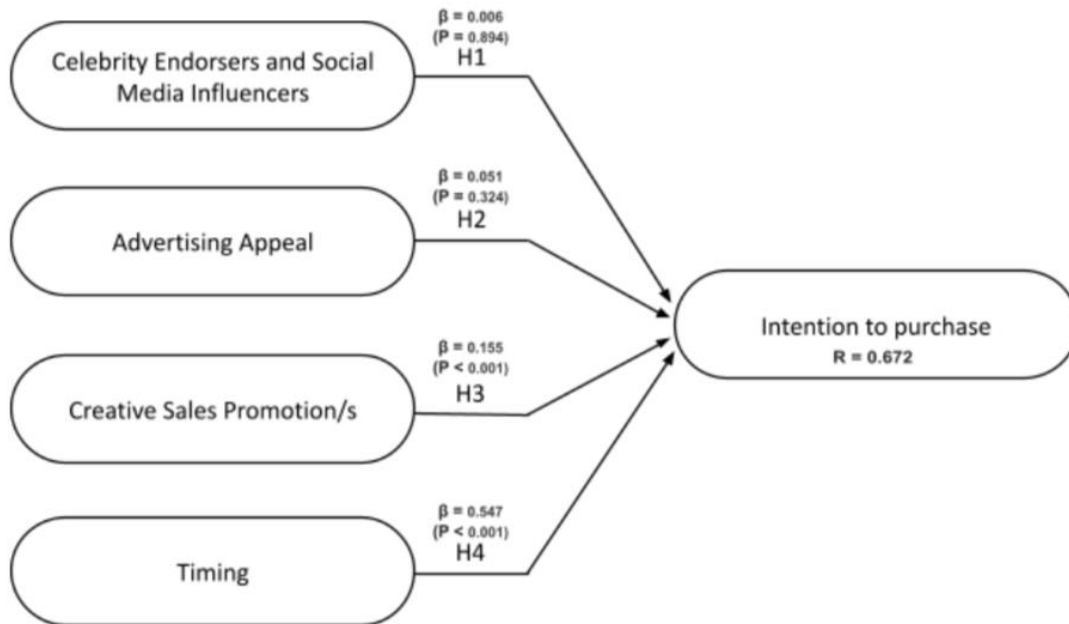 β = 0.006
(P = 0.894)
H1
Celebrity Endorsers and Social
Media Influencers
β = 0.051
(P = 0.324)
H2
Advertising Appeal
Intention to purchase
R = 0.672
β = 0.155
(P < 0.001)
H3
Creative Sales Promotion/s
β = 0.547
(P < 0.001)
H4
Timing